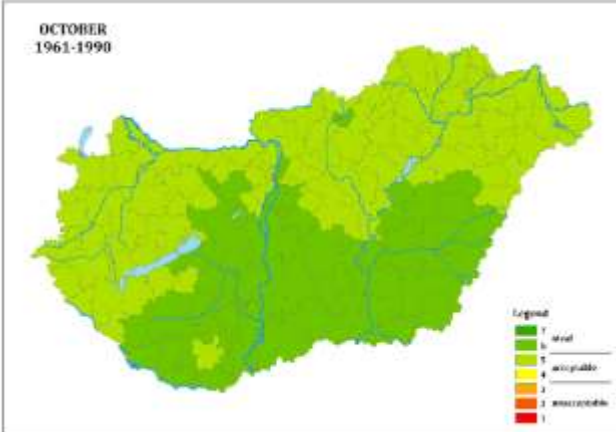 OCTOBER
1961-1990
Legend
7
6
ideal
5
acceptable
4
3
2
unacceptable
1